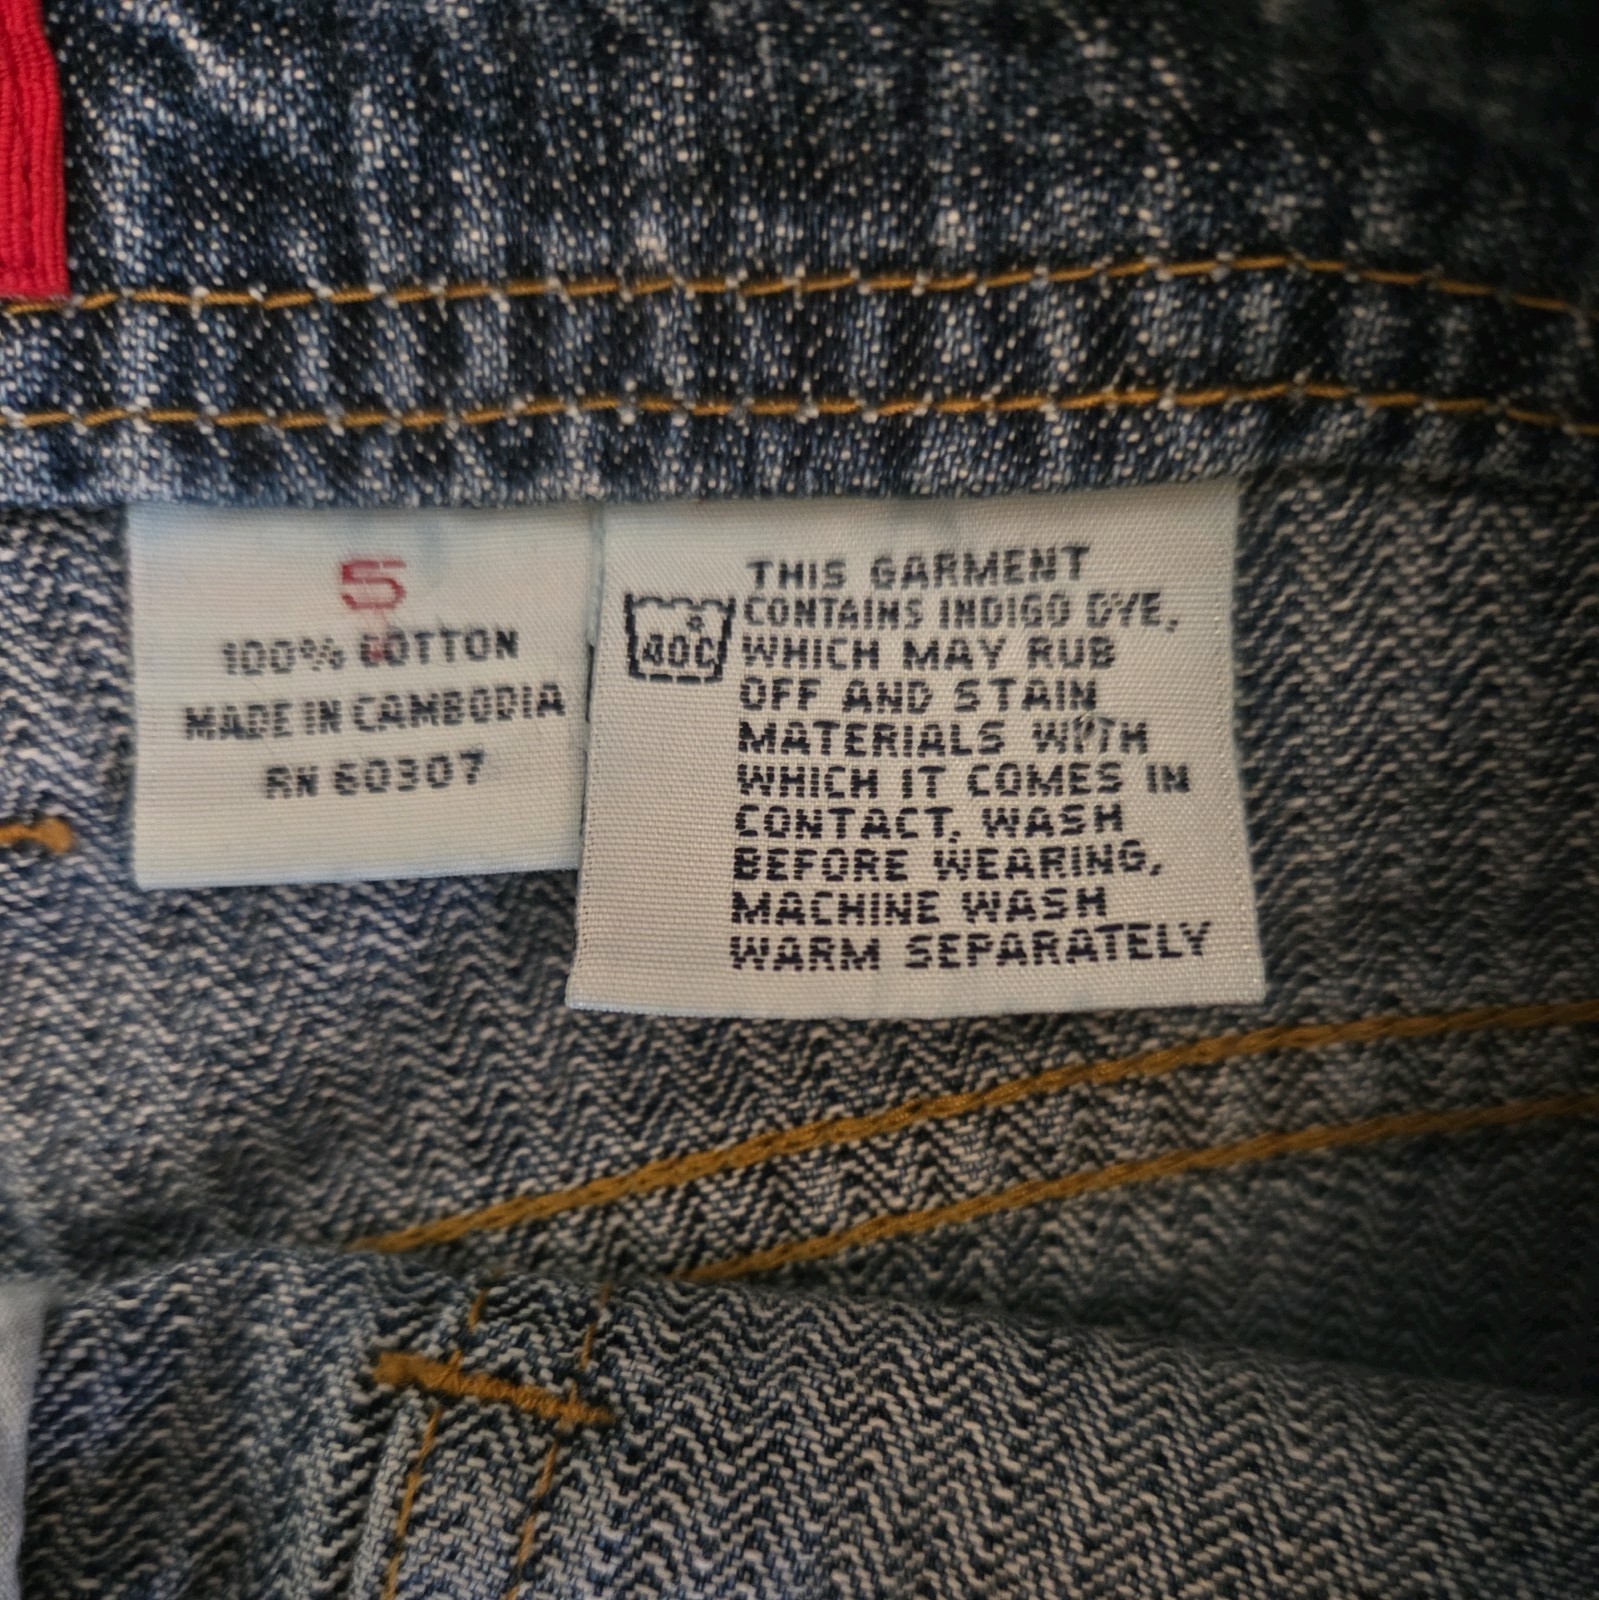 5
100% COTTON
MADE IN CAMBODIA
RN 60307
40C
THIS GARMENT
CONTAINS INDIGO DYE,
WHICH MAY RUB
OFF AND STAIN
MATERIALS WITH
WHICH IT COMES IN
CONTACT, WASH
BEFORE WEARING,
MACHINE WASH
WARM SEPARATELY